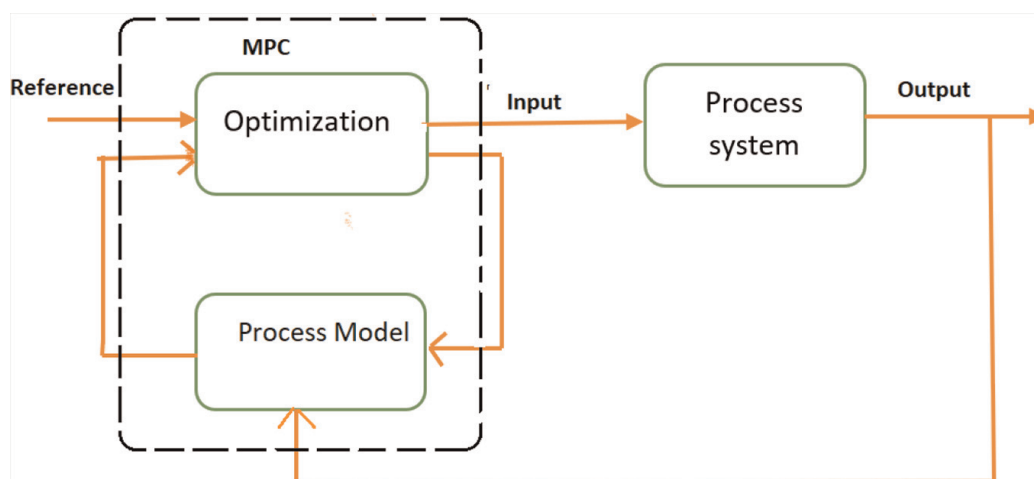 MPC
Reference
Optimization
Input
Process
system
Output
Process Model